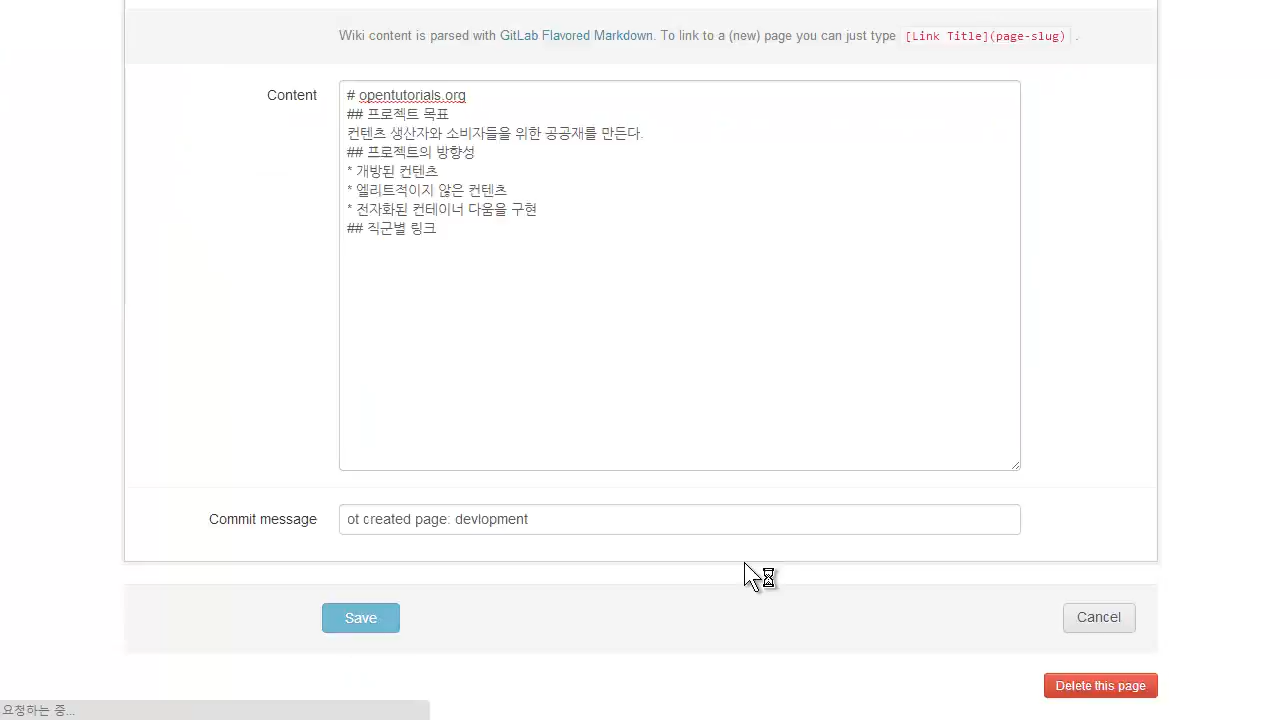 Wiki content is parsed with GitLab Flavored Markdown. To link to a (new) page you can just type [Link Title](page-slug) .
Content
# opentutorials.org
## 프로젝트 목표
컨텐츠 생산자와 소비자들을 위한 공공재를 만든다.
## 프로젝트의 방향성
* 개방된 컨텐츠
* 엘리트적이지 않은 컨텐츠
* 전자화된 컨테이너 다움을 구현
## 직군별 링크
Commit message
ot created page: devlopment
Save
Cancel
Delete this page
요청하는 중...